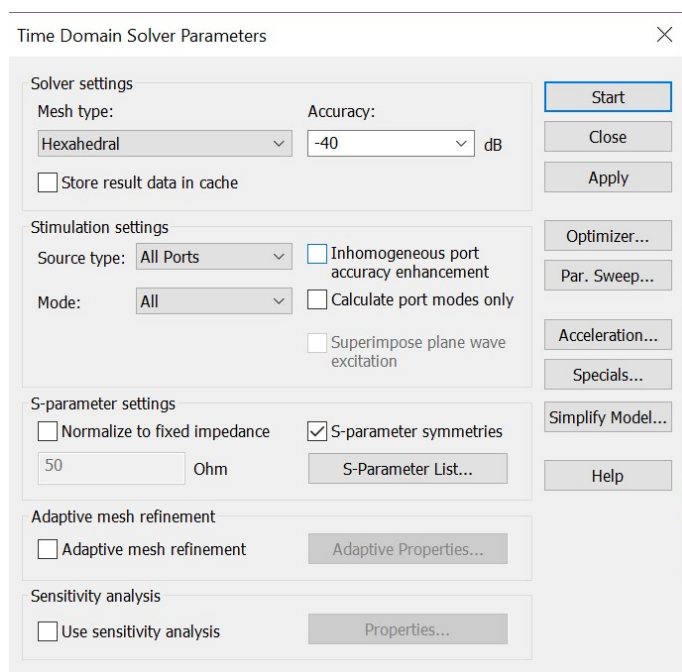 Time Domain Solver Parameters
Solver settings
Mesh type:
Accuracy:
Hexahedral
-40
dB
Store result data in cache
Stimulation settings
Source type:
All Ports
Inhomogeneous port
accuracy enhancement
Mode:
All
Calculate port modes only
Superimpose plane wave
excitation
S-parameter settings
Normalize to fixed impedance
S-parameter symmetries
50
Ohm
S-Parameter List...
Adaptive mesh refinement
Adaptive mesh refinement
Adaptive Properties...
Sensitivity analysis
Use sensitivity analysis
Properties...
Start
Close
Apply
Optimizer...
Par. Sweep...
Acceleration...
Specials...
Simplify Model...
Help